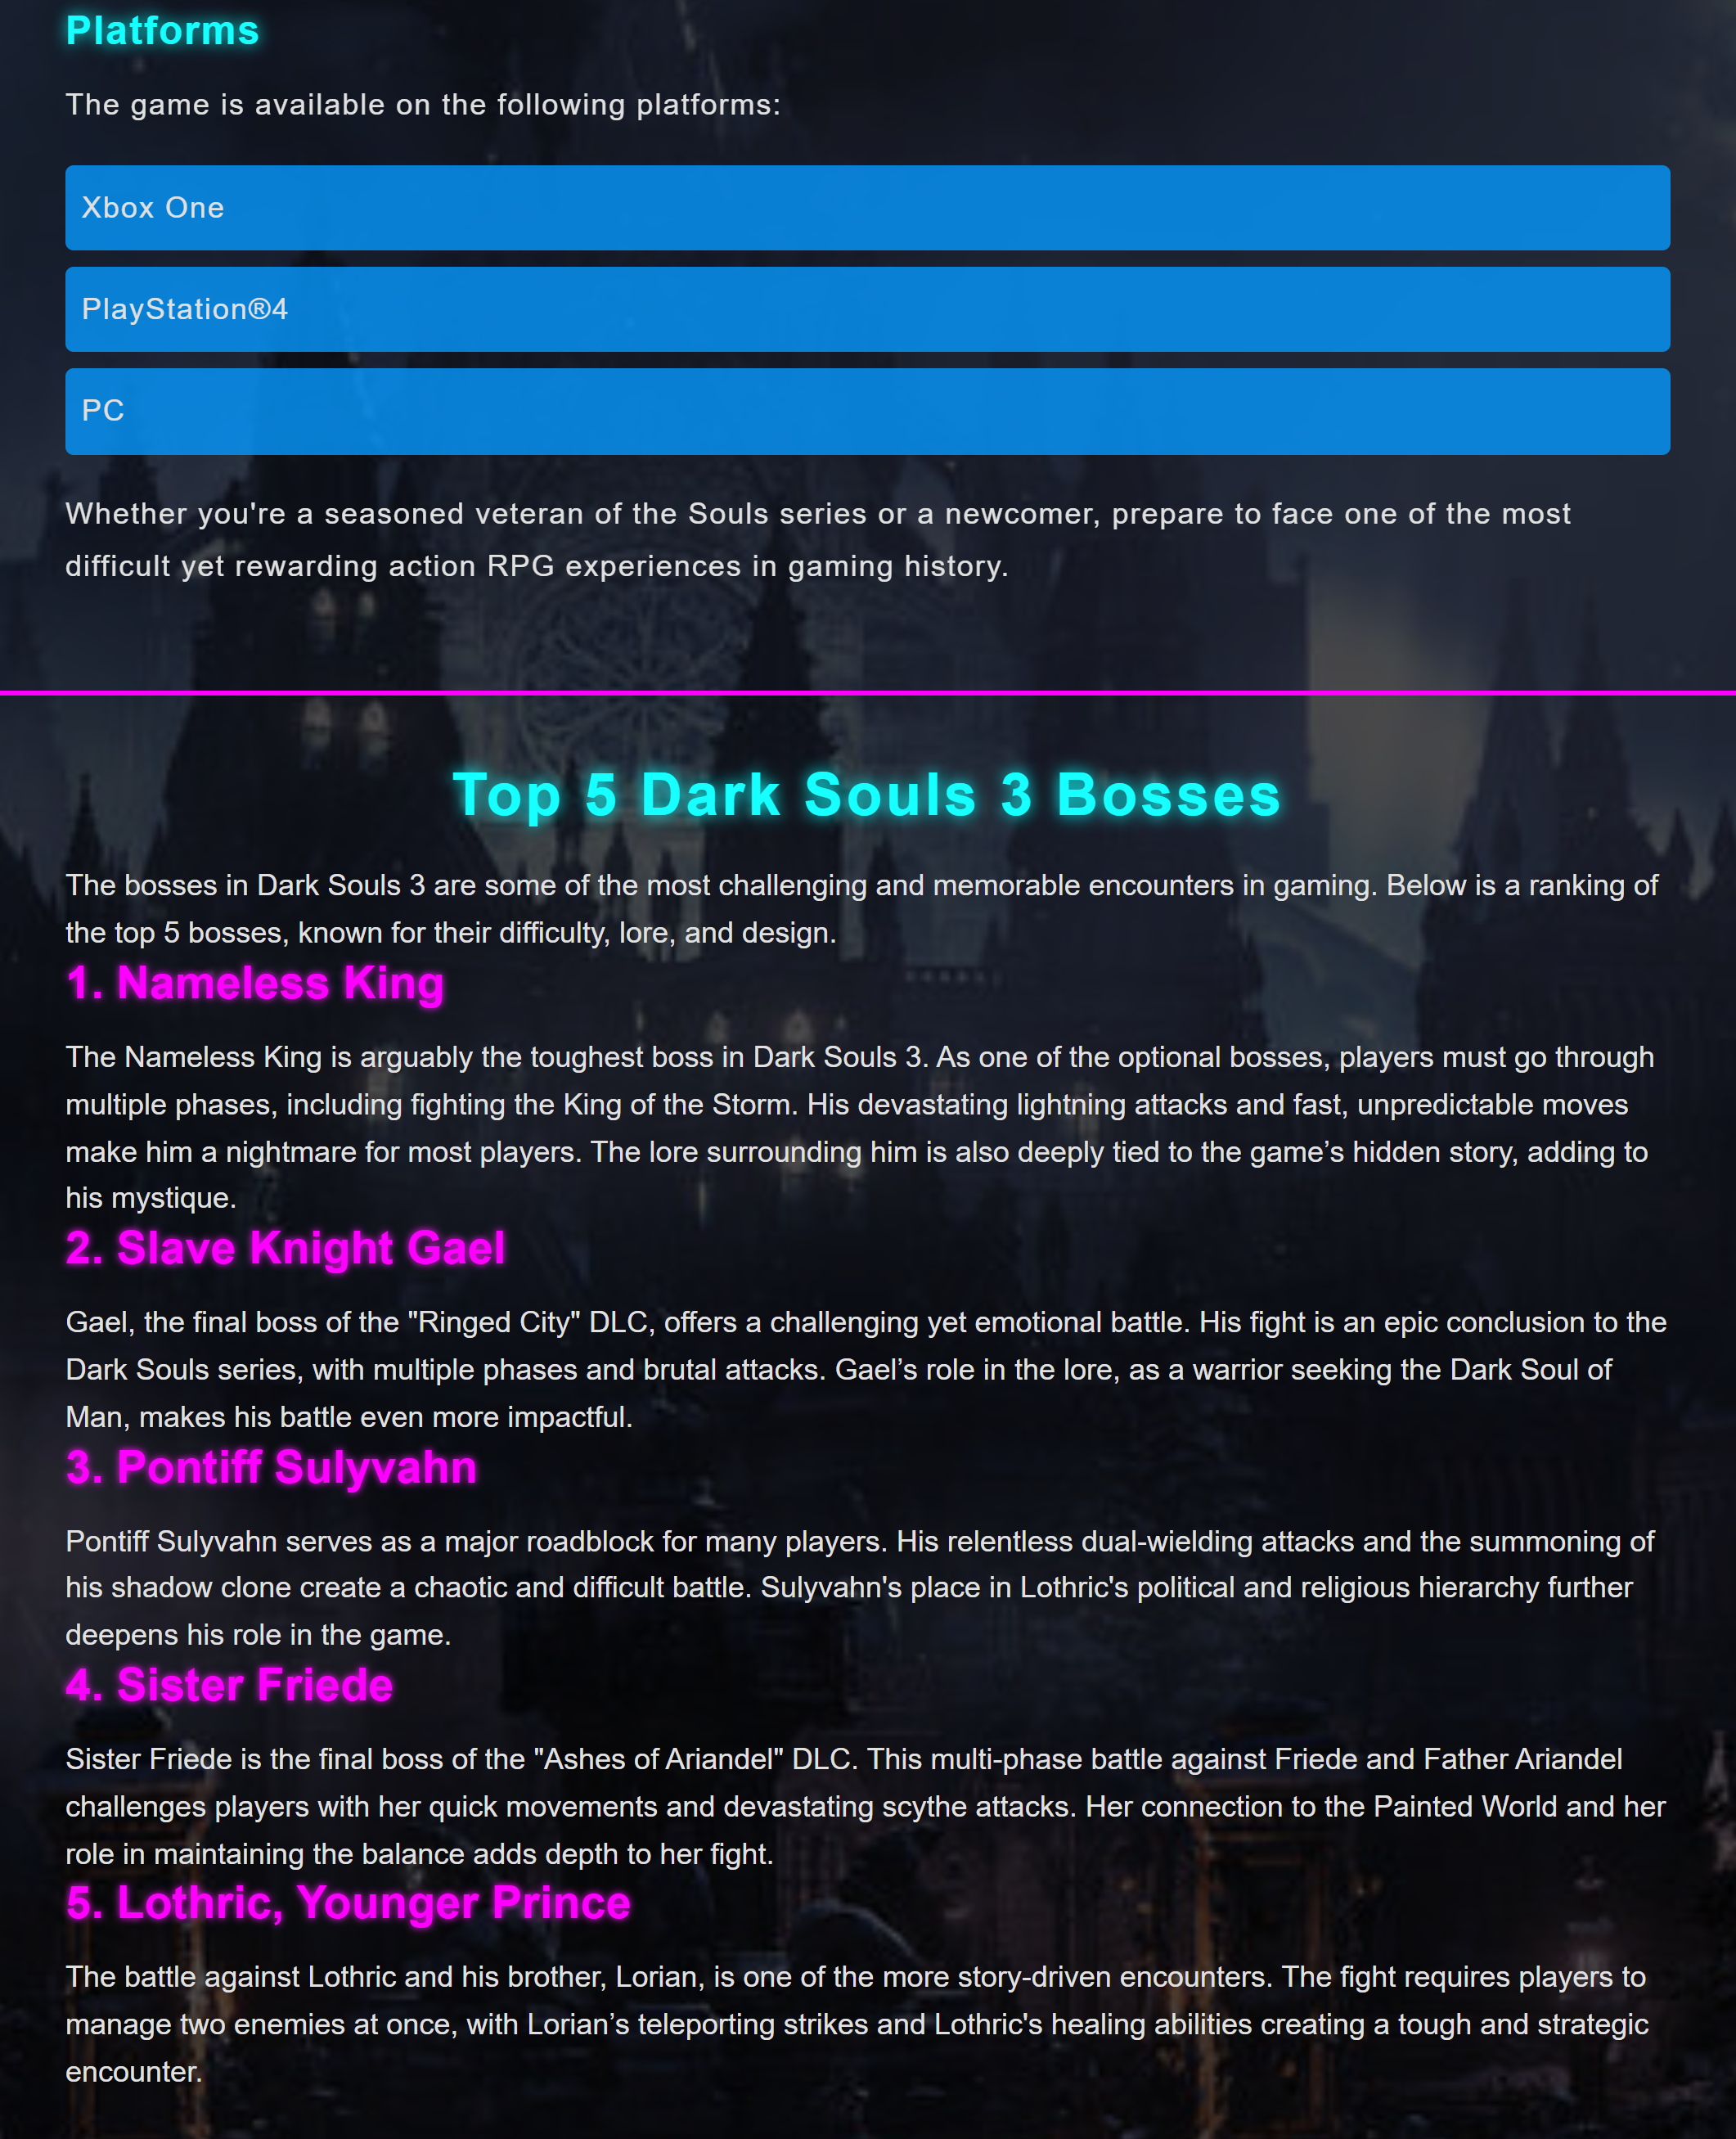 Platforms
The game is available on the following platforms:
Xbox One
PlayStation®4
PC
Whether you're a seasoned veteran of the Souls series or a newcomer, prepare to face one of the most
difficult yet rewarding action RPG experiences in gaming history.
Top 5 Dark Souls 3 Bosses
The bosses in Dark Souls 3 are some of the most challenging and memorable encounters in gaming. Below is a ranking of
the top 5 bosses, known for their difficulty, lore, and design.
1. Nameless King
The Nameless King is arguably the toughest boss in Dark Souls 3. As one of the optional bosses, players must go through
multiple phases, including fighting the King of the Storm. His devastating lightning attacks and fast, unpredictable moves
make him a nightmare for most players. The lore surrounding him is also deeply tied to the game’s hidden story, adding to
his mystique.
2. Slave Knight Gael
Gael, the final boss of the "Ringed City" DLC, offers a challenging yet emotional battle. His fight is an epic conclusion to the
Dark Souls series, with multiple phases and brutal attacks. Gael’s role in the lore, as a warrior seeking the Dark Soul of
Man, makes his battle even more impactful.
3. Pontiff Sulyvahn
Pontiff Sulyvahn serves as a major roadblock for many players. His relentless dual-wielding attacks and the summoning of
his shadow clone create a chaotic and difficult battle. Sulyvahn's place in Lothric's political and religious hierarchy further
deepens his role in the game.
4. Sister Friede
Sister Friede is the final boss of the "Ashes of Ariandel" DLC. This multi-phase battle against Friede and Father Ariandel
challenges players with her quick movements and devastating scythe attacks. Her connection to the Painted World and her
role in maintaining the balance adds depth to her fight.
5. Lothric, Younger Prince
The battle against Lothric and his brother, Lorian, is one of the more story-driven encounters. The fight requires players to
manage two enemies at once, with Lorian’s teleporting strikes and Lothric's healing abilities creating a tough and strategic
encounter.